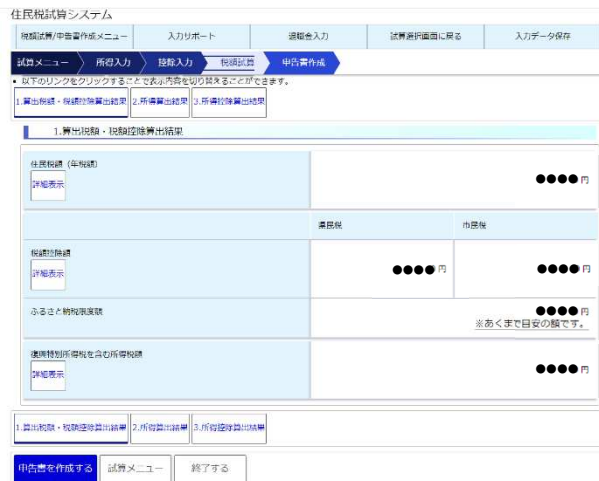 住民税試算システム
税額試算/申告書作成メニュー 入力サポート 退職金入力 試算選択画面に戻る 入力データ保存
試算メニュー 所得入力 控除入力 税額試算 申告書作成
• 以下のリンクをクリックすることで表示内容を切り替えることができます。
1.算出税額・税額控除算出結果 2.所得算出結果 3.所得控除算出結果
1.算出税額・税額控除算出結果
住民税額（年税額）
詳細表示
●●●●円
県民税 市民税
税額控除額
詳細表示
●●●●円 ●●●●円
ふるさと納税限度額
●●●●円
※あくまで目安の額です。
復興特別所得税を含む所得税額
詳細表示
●●●●円
1.算出税額・税額控除算出結果 2.所得算出結果 3.所得控除算出結果
申告書を作成する 試算メニュー 終了する